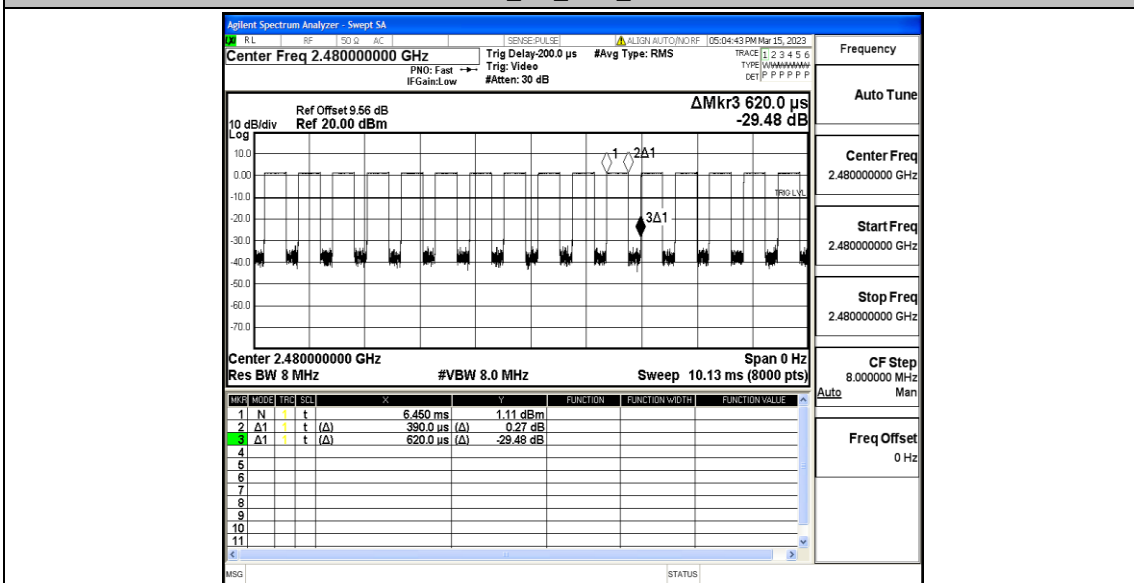 Agilent Spectrum Analyzer - Swept SA
RL RF 50 Ω AC SENSE:PULSE ALIGN AUTO/NO RF 05:04:43 PM Mar 15, 2023
Center Freq 2.480000000 GHz
PNO: Fast
IFGain:Low
Trig Delay-200.0 µs
Trig: Video
#Atten: 30 dB
#Avg Type: RMS
TRACE 1 2 3 4 5 6
TYPE WWWWWW
DET P P P P P P
Frequency
Auto Tune
Center Freq
2.480000000 GHz
Start Freq
2.480000000 GHz
Stop Freq
2.480000000 GHz
CF Step
8.000000 MHz
Auto Man
Freq Offset
0 Hz
ΔMkr3 620.0 µs
-29.48 dB
Ref Offset 9.56 dB
10 dB/div Ref 20.00 dBm
Log
10.0
0.00
-10.0
-20.0
-30.0
-40.0
-50.0
-60.0
-70.0
1 2Δ1
TRIG LVL
3Δ1
Center 2.480000000 GHz Span 0 Hz
Res BW 8 MHz #VBW 8.0 MHz Sweep 10.13 ms (8000 pts)
MKR MODE TRC SCL X Y FUNCTION FUNCTION WIDTH FUNCTION VALUE
1 N 1 t 6.450 ms 1.11 dBm
2 Δ1 1 t (Δ) 390.0 µs (Δ) 0.27 dB
3 Δ1 1 t (Δ) 620.0 µs (Δ) -29.48 dB
4
5
6
7
8
9
10
11
MSG STATUS